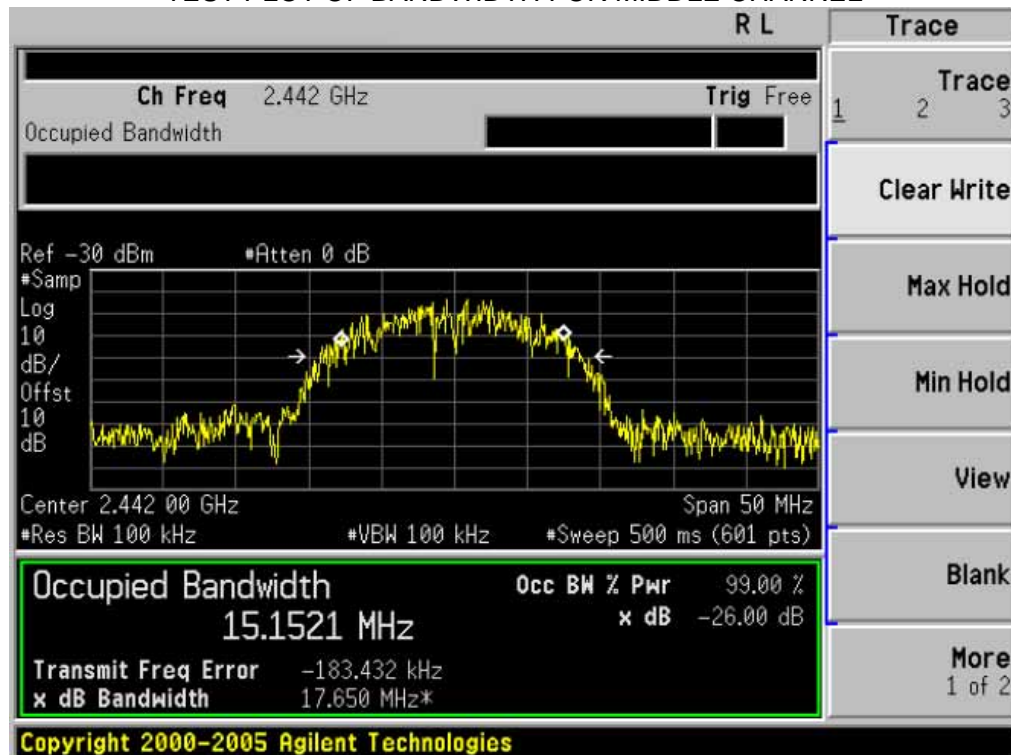 R L
Trace
Ch Freq 2.442 GHz Trig Free
Occupied Bandwidth
Trace
1 2 3
Clear Write
Max Hold
Min Hold
View
Blank
More
1 of 2
Ref -30 dBm #Atten 0 dB
#Samp
Log
10
dB/
Offst
10
dB
Center 2.442 00 GHz Span 50 MHz
#Res BW 100 kHz #VBW 100 kHz #Sweep 500 ms (601 pts)
Occupied Bandwidth Occ BW % Pwr 99.00 %
15.1521 MHz x dB -26.00 dB
Transmit Freq Error -183.432 kHz
x dB Bandwidth 17.650 MHz*
Copyright 2000-2005 Agilent Technologies